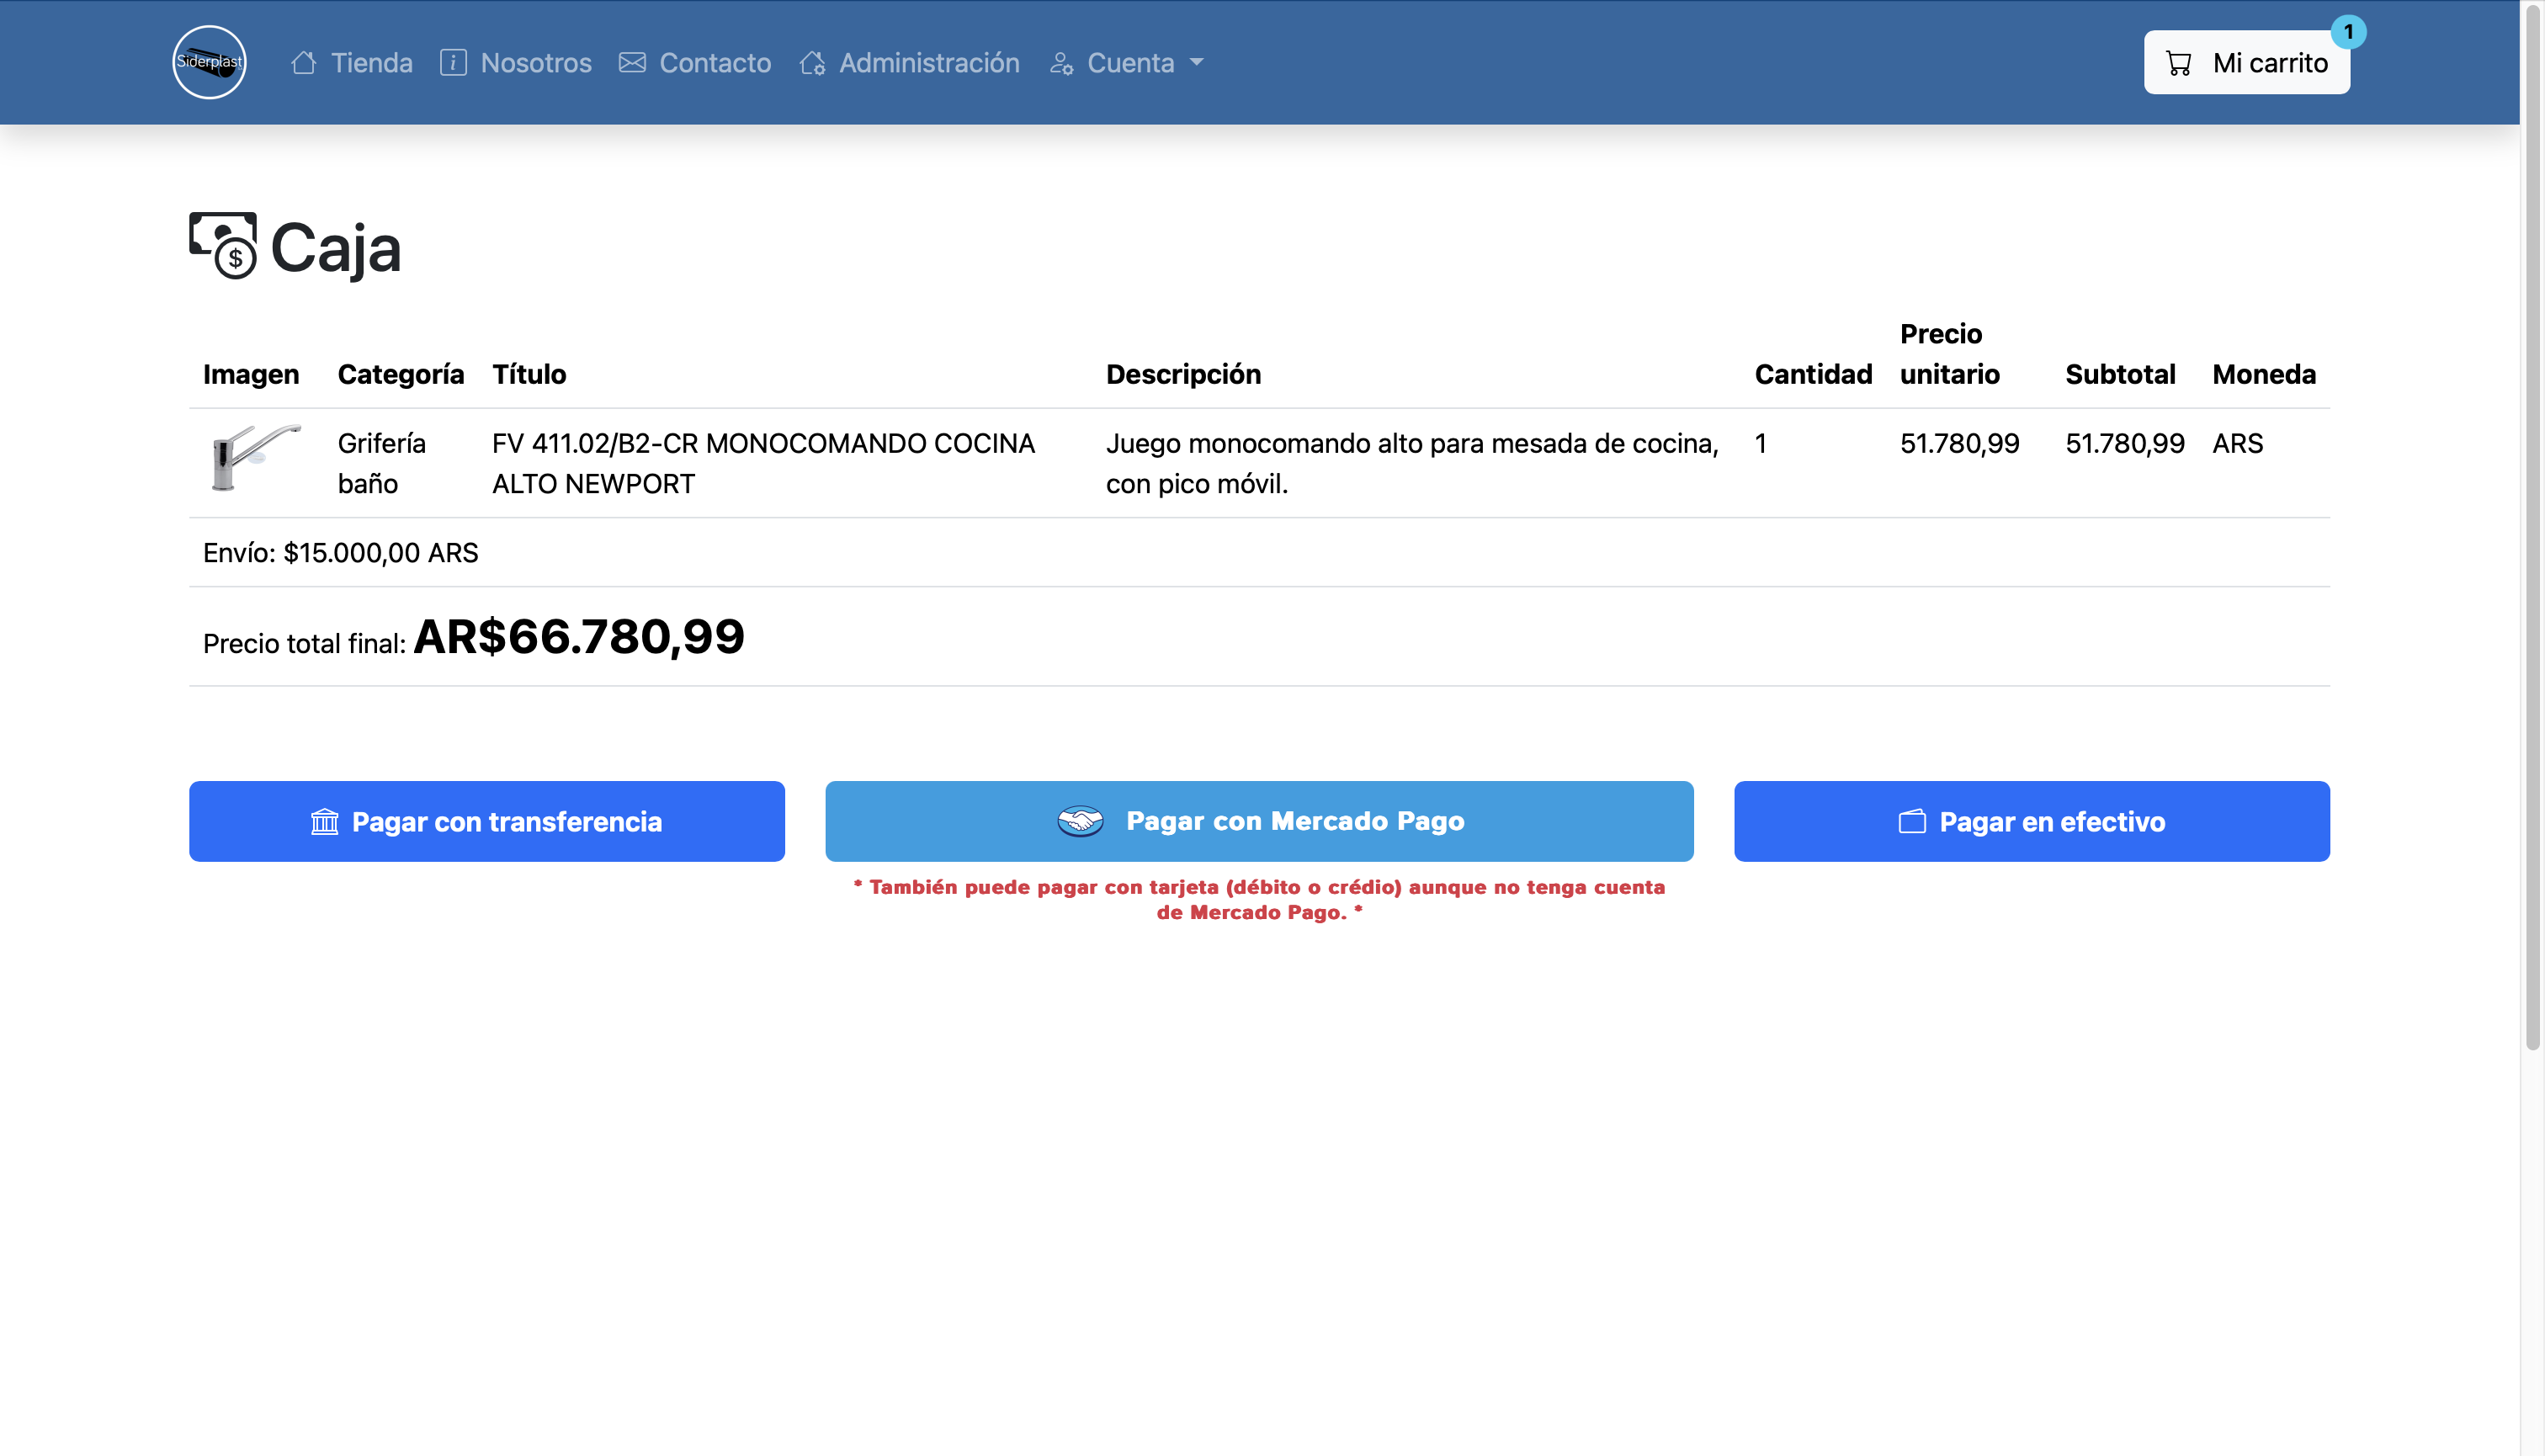 Siderplast
Tienda
Nosotros
Contacto
Administración
Cuenta
Mi carrito
1
Caja
Imagen
Categoría
Título
Descripción
Cantidad
Precio
unitario
Subtotal
Moneda
Grifería
baño
FV 411.02/B2-CR MONOCOMANDO COCINA
ALTO NEWPORT
Juego monocomando alto para mesada de cocina,
con pico móvil.
1
51.780,99
51.780,99
ARS
Envío: $15.000,00 ARS
Precio total final: AR$66.780,99
Pagar con transferencia
Pagar con Mercado Pago
Pagar en efectivo
* También puede pagar con tarjeta (débito o crédio) aunque no tenga cuenta
de Mercado Pago. *